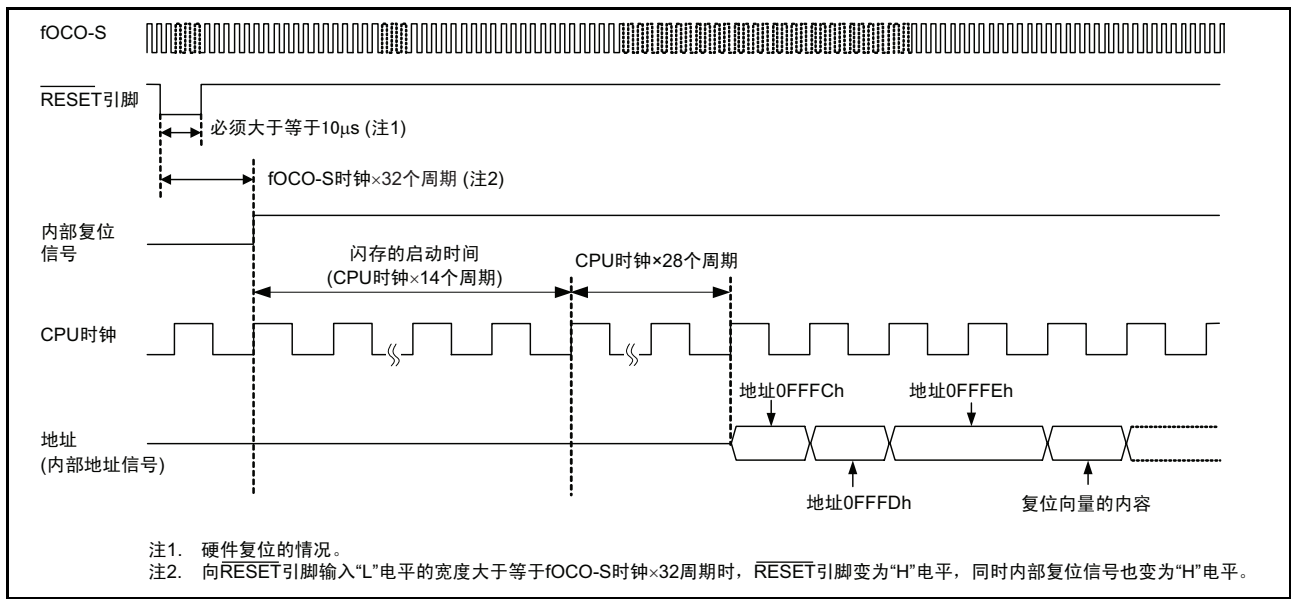 fOCO-S
RESET引脚
必须大于等于10μs (注1)
fOCO-S时钟×32个周期 (注2)
内部复位
信号
闪存的启动时间
(CPU时钟×14个周期)
CPU时钟×28个周期
CPU时钟
地址0FFFCh
地址0FFFEh
地址
(内部地址信号)
地址0FFFDh
复位向量的内容
注1. 硬件复位的情况。
注2. 向RESET引脚输入“L”电平的宽度大于等于fOCO-S时钟×32周期时，RESET引脚变为“H”电平，同时内部复位信号也变为“H”电平。